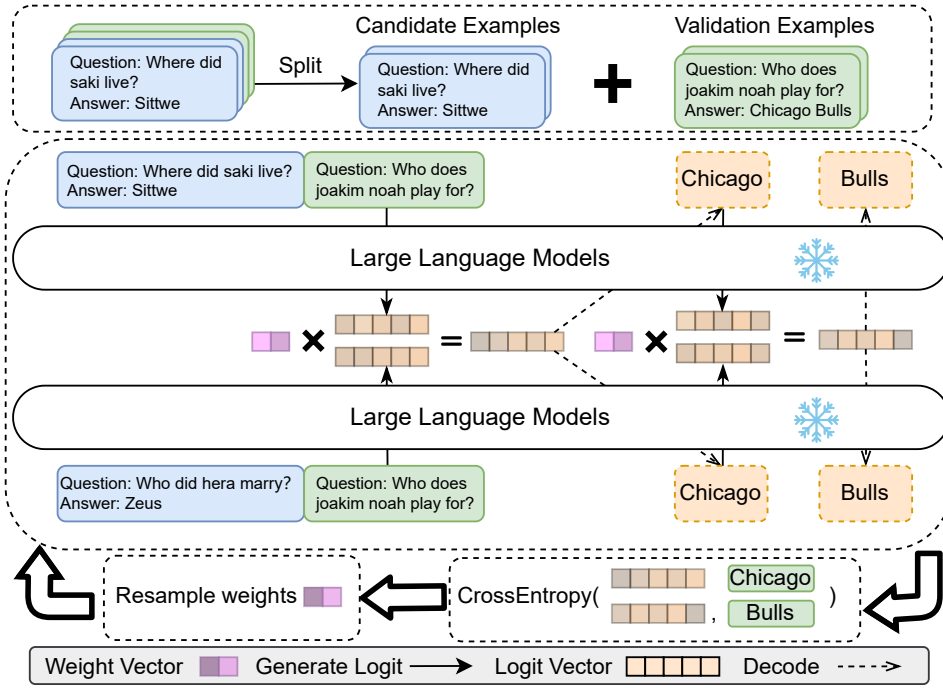 Candidate Examples
Validation Examples
Question: Where did
saki live?
Answer: Sittwe
Split
Question: Where did
saki live?
Answer: Sittwe
+
Question: Who does
joakim noah play for?
Answer: Chicago Bulls
Question: Where did saki live?
Answer: Sittwe
Question: Who does
joakim noah play for?
Chicago
Bulls
Large Language Models
×
=
×
=
Large Language Models
Question: Who did hera marry?
Answer: Zeus
Question: Who does
joakim noah play for?
Chicago
Bulls
Resample weights
CrossEntropy(
,
Chicago
Bulls
)
Weight Vector
Generate Logit
Logit Vector
Decode